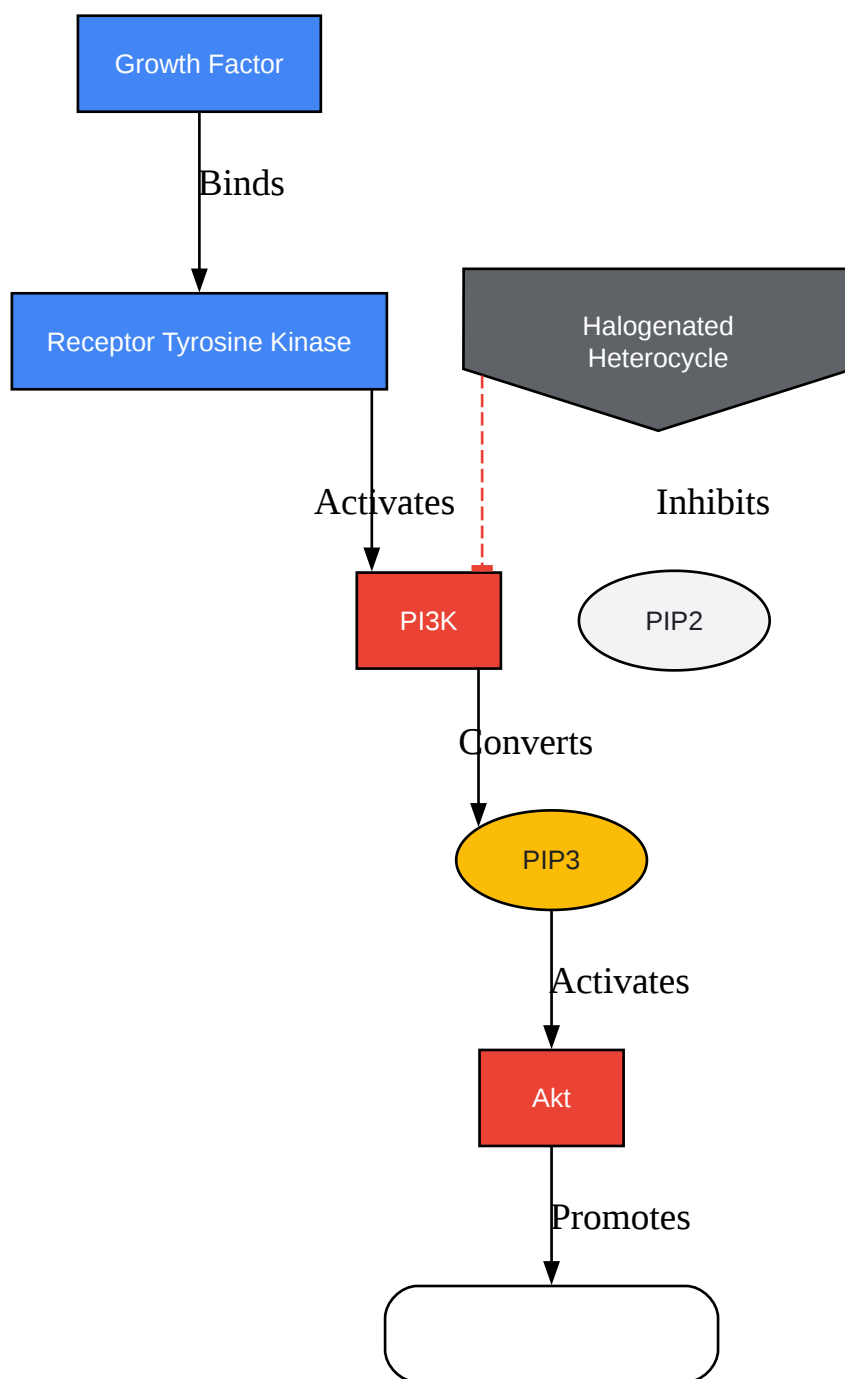 Growth Factor
Binds
Receptor Tyrosine Kinase
Halogenated
Heterocycle
Activates
Inhibits
PI3K
PIP2
Converts
PIP3
Activates
Akt
Promotes